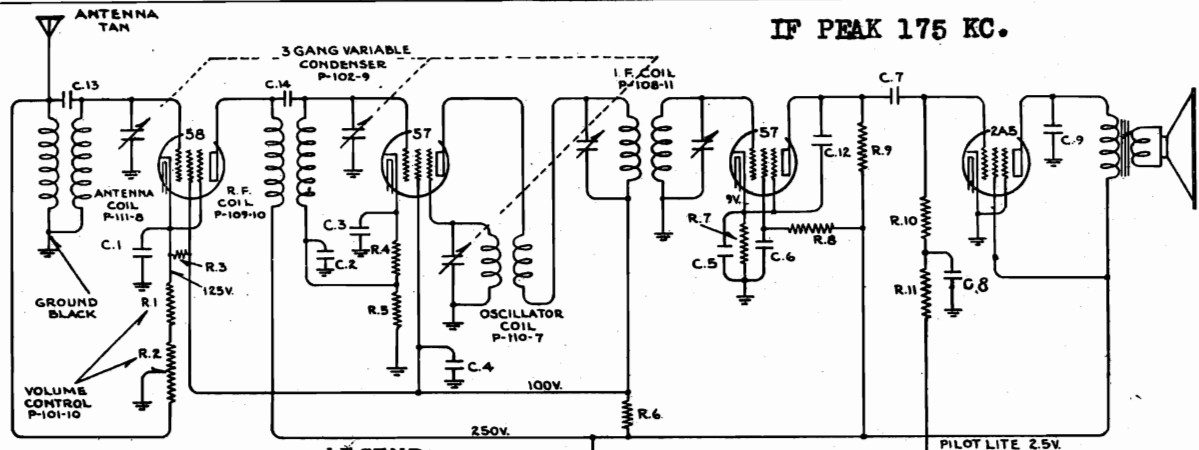 ANTENNA
TAN
IF PEAK 175 KC.
3 GANG VARIABLE
CONDENSER
P-102-9
I.F. COIL
P-108-11
C.13
C.14
C.7
58
57
57
2A5
C.12
R.9
C.9
ANTENNA
COIL
P-111-8
R.F.
COIL
P-109-10
9V.
C.1
R.3
125V.
C.3
C.2
R.4
R.5
R.7
C.5
C.6
R.8
R.10
R.11
C.8
GROUND
BLACK
R.1
R.2
OSCILLATOR
COIL
P-110-7
C.4
VOLUME
CONTROL
P-101-10
100V.
R.6
250V.
PILOT LITE 2.5V.
LEGEND